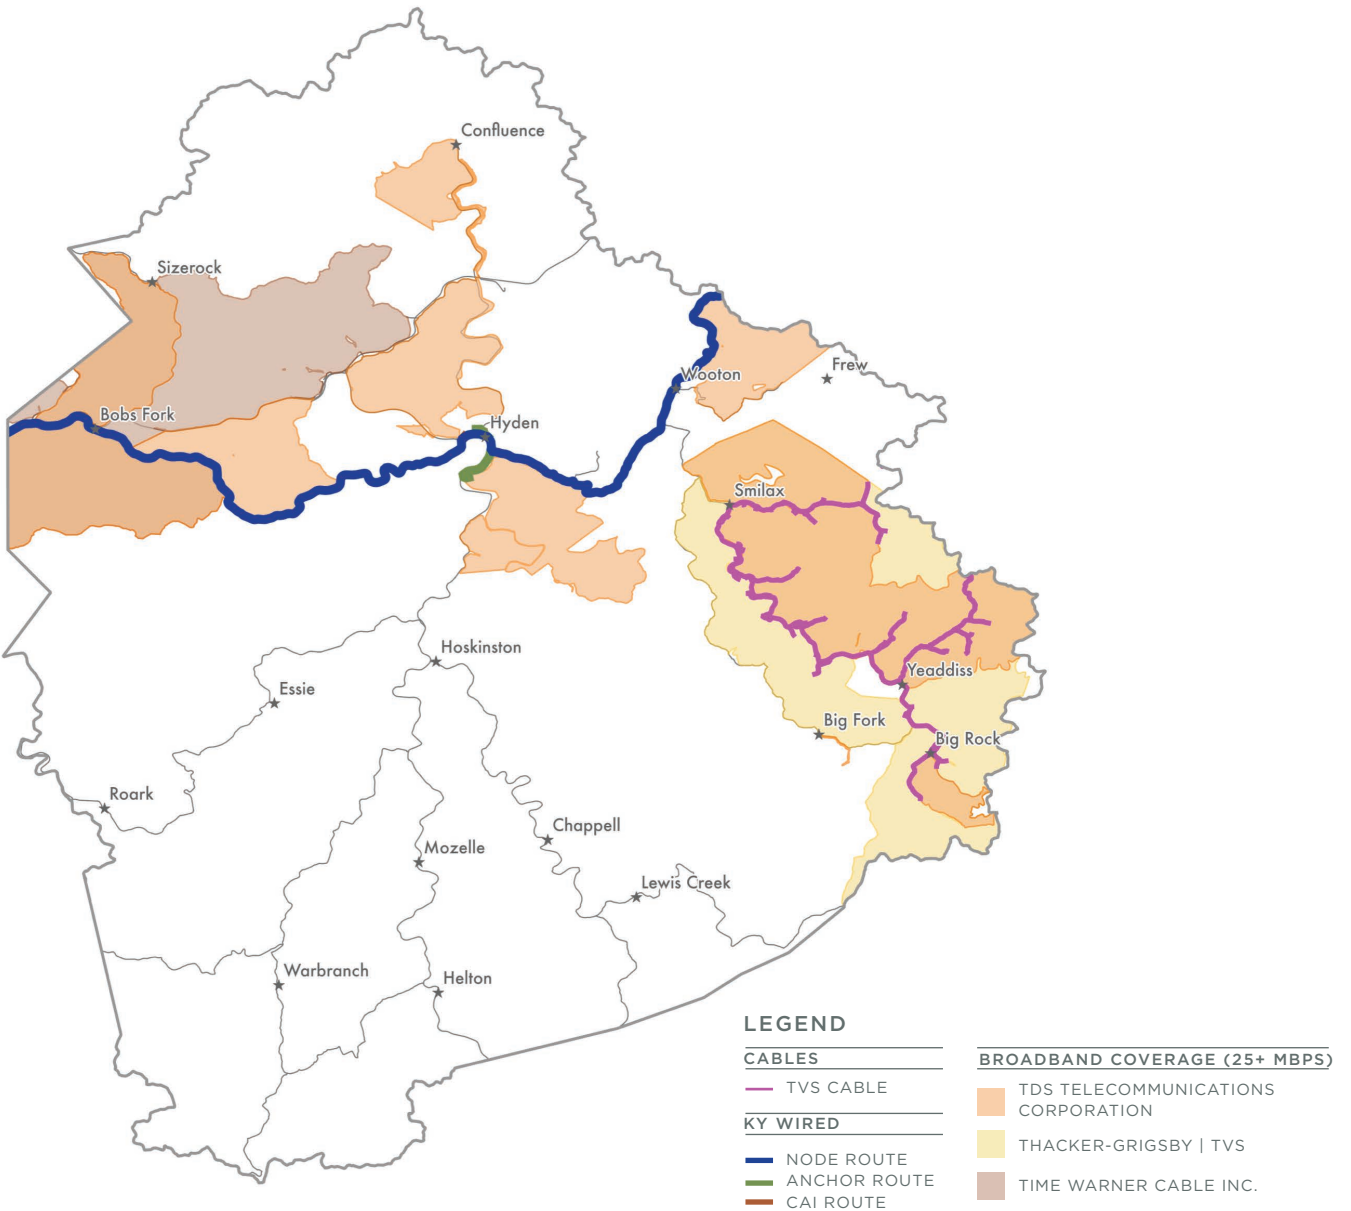 Confluence
Sizerock
Frew
Wooton
Bobs Fork
Hyden
Smilax
Hoskinston
Yeaddiss
Essie
Big Fork
Big Rock
Roark
Chappell
Mozelle
Lewis Creek
Warbranch
Helton
LEGEND
CABLES
TVS CABLE
KY WIRED
NODE ROUTE
ANCHOR ROUTE
CAI ROUTE
BROADBAND COVERAGE (25+ MBPS)
TDS TELECOMMUNICATIONS
CORPORATION
THACKER-GRIGSBY | TVS
TIME WARNER CABLE INC.